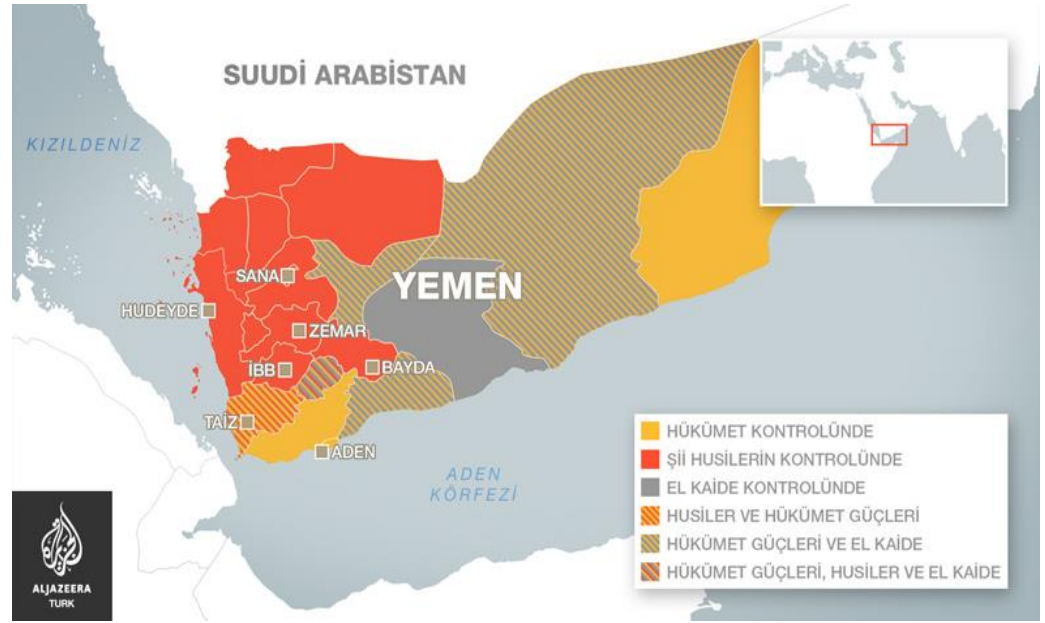 SUUDİ ARABİSTAN
KIZILDENİZ
SANA
YEMEN
HUDEYDE
ZEMAR
İBB
BAYDA
TAİZ
ADEN
ADEN
KÖRFEZİ
HÜKÜMET KONTROLÜNDE
Şİİ HUSİLERİN KONTROLÜNDE
EL KAİDE KONTROLÜNDE
HUSİLER VE HÜKÜMET GÜÇLERİ
HÜKÜMET GÜÇLERİ VE EL KAİDE
HÜKÜMET GÜÇLERİ, HUSİLER VE EL KAİDE
ALJAZEERA
TURK